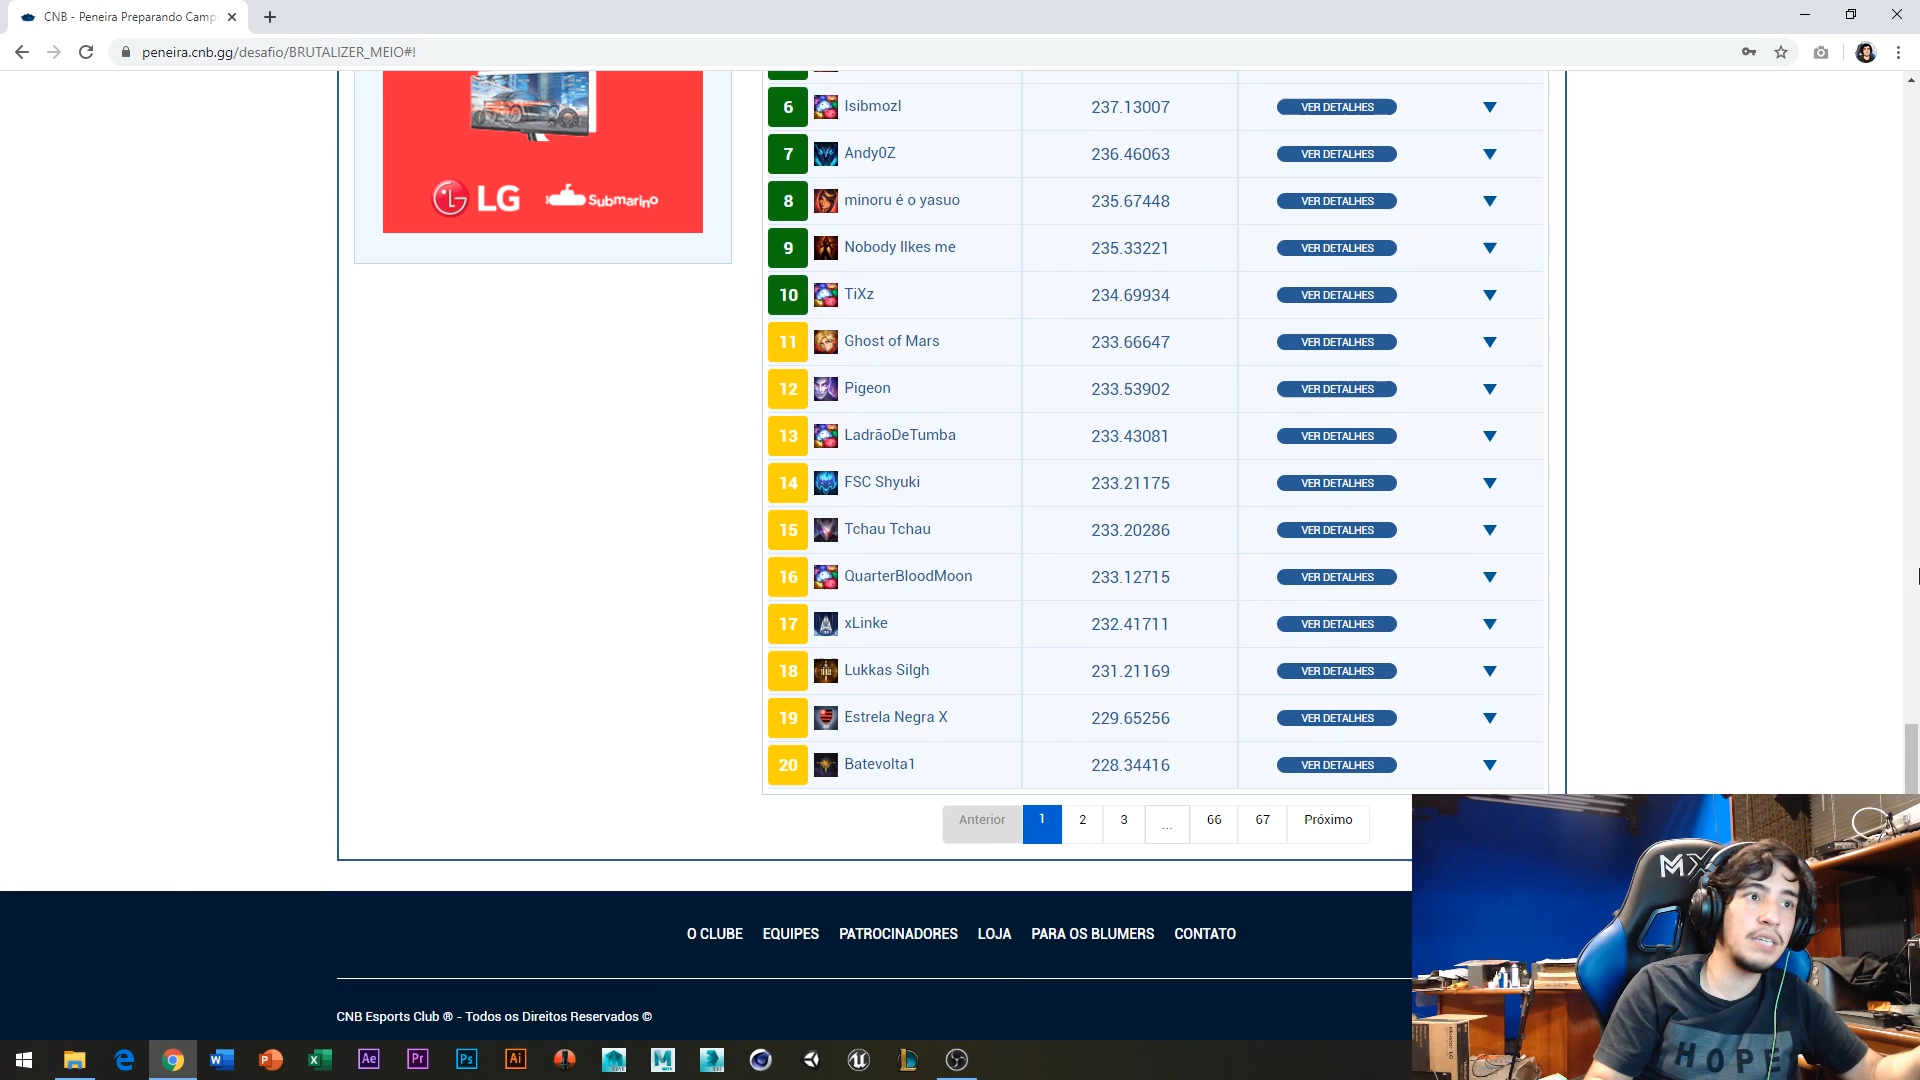 CNB - Peneira Preparando Camp
peneira.cnb.gg/desafio/BRUTALIZER_MEIO#!
LG Submarino
6 Isibmozl 237.13007 VER DETALHES
7 Andy0Z 236.46063 VER DETALHES
8 minoru é o yasuo 235.67448 VER DETALHES
9 Nobody llkes me 235.33221 VER DETALHES
10 TiXz 234.69934 VER DETALHES
11 Ghost of Mars 233.66647 VER DETALHES
12 Pigeon 233.53902 VER DETALHES
13 LadrãoDeTumba 233.43081 VER DETALHES
14 FSC Shyuki 233.21175 VER DETALHES
15 Tchau Tchau 233.20286 VER DETALHES
16 QuarterBloodMoon 233.12715 VER DETALHES
17 xLinke 232.41711 VER DETALHES
18 Lukkas Silgh 231.21169 VER DETALHES
19 Estrela Negra X 229.65256 VER DETALHES
20 Batevolta1 228.34416 VER DETALHES
Anterior 1 2 3 ... 66 67 Próximo
O CLUBE EQUIPES PATROCINADORES LOJA PARA OS BLUMERS CONTATO
CNB Esports Club ® - Todos os Direitos Reservados ©
MX
HOPE
Ae Pr Ps Ai